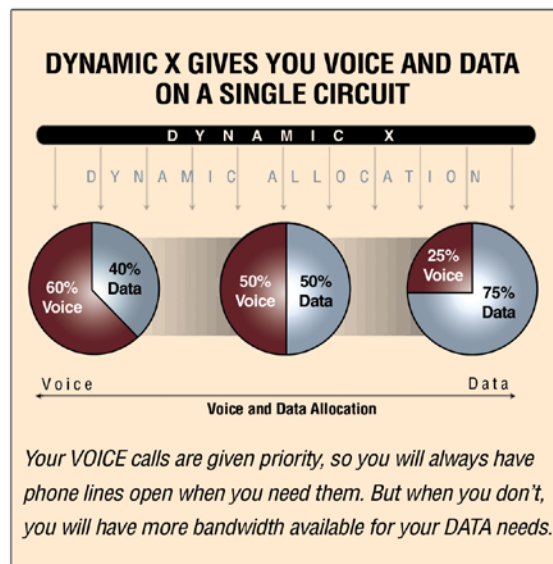 DYNAMIC X GIVES YOU VOICE AND DATA
ON A SINGLE CIRCUIT
DYNAMIC X
DYNAMIC ALLOCATION
60%
Voice
40%
Data
50%
Voice
50%
Data
25%
Voice
75%
Data
Voice
Data
Voice and Data Allocation
Your VOICE calls are given priority, so you will always have
phone lines open when you need them. But when you don't,
you will have more bandwidth available for your DATA needs.